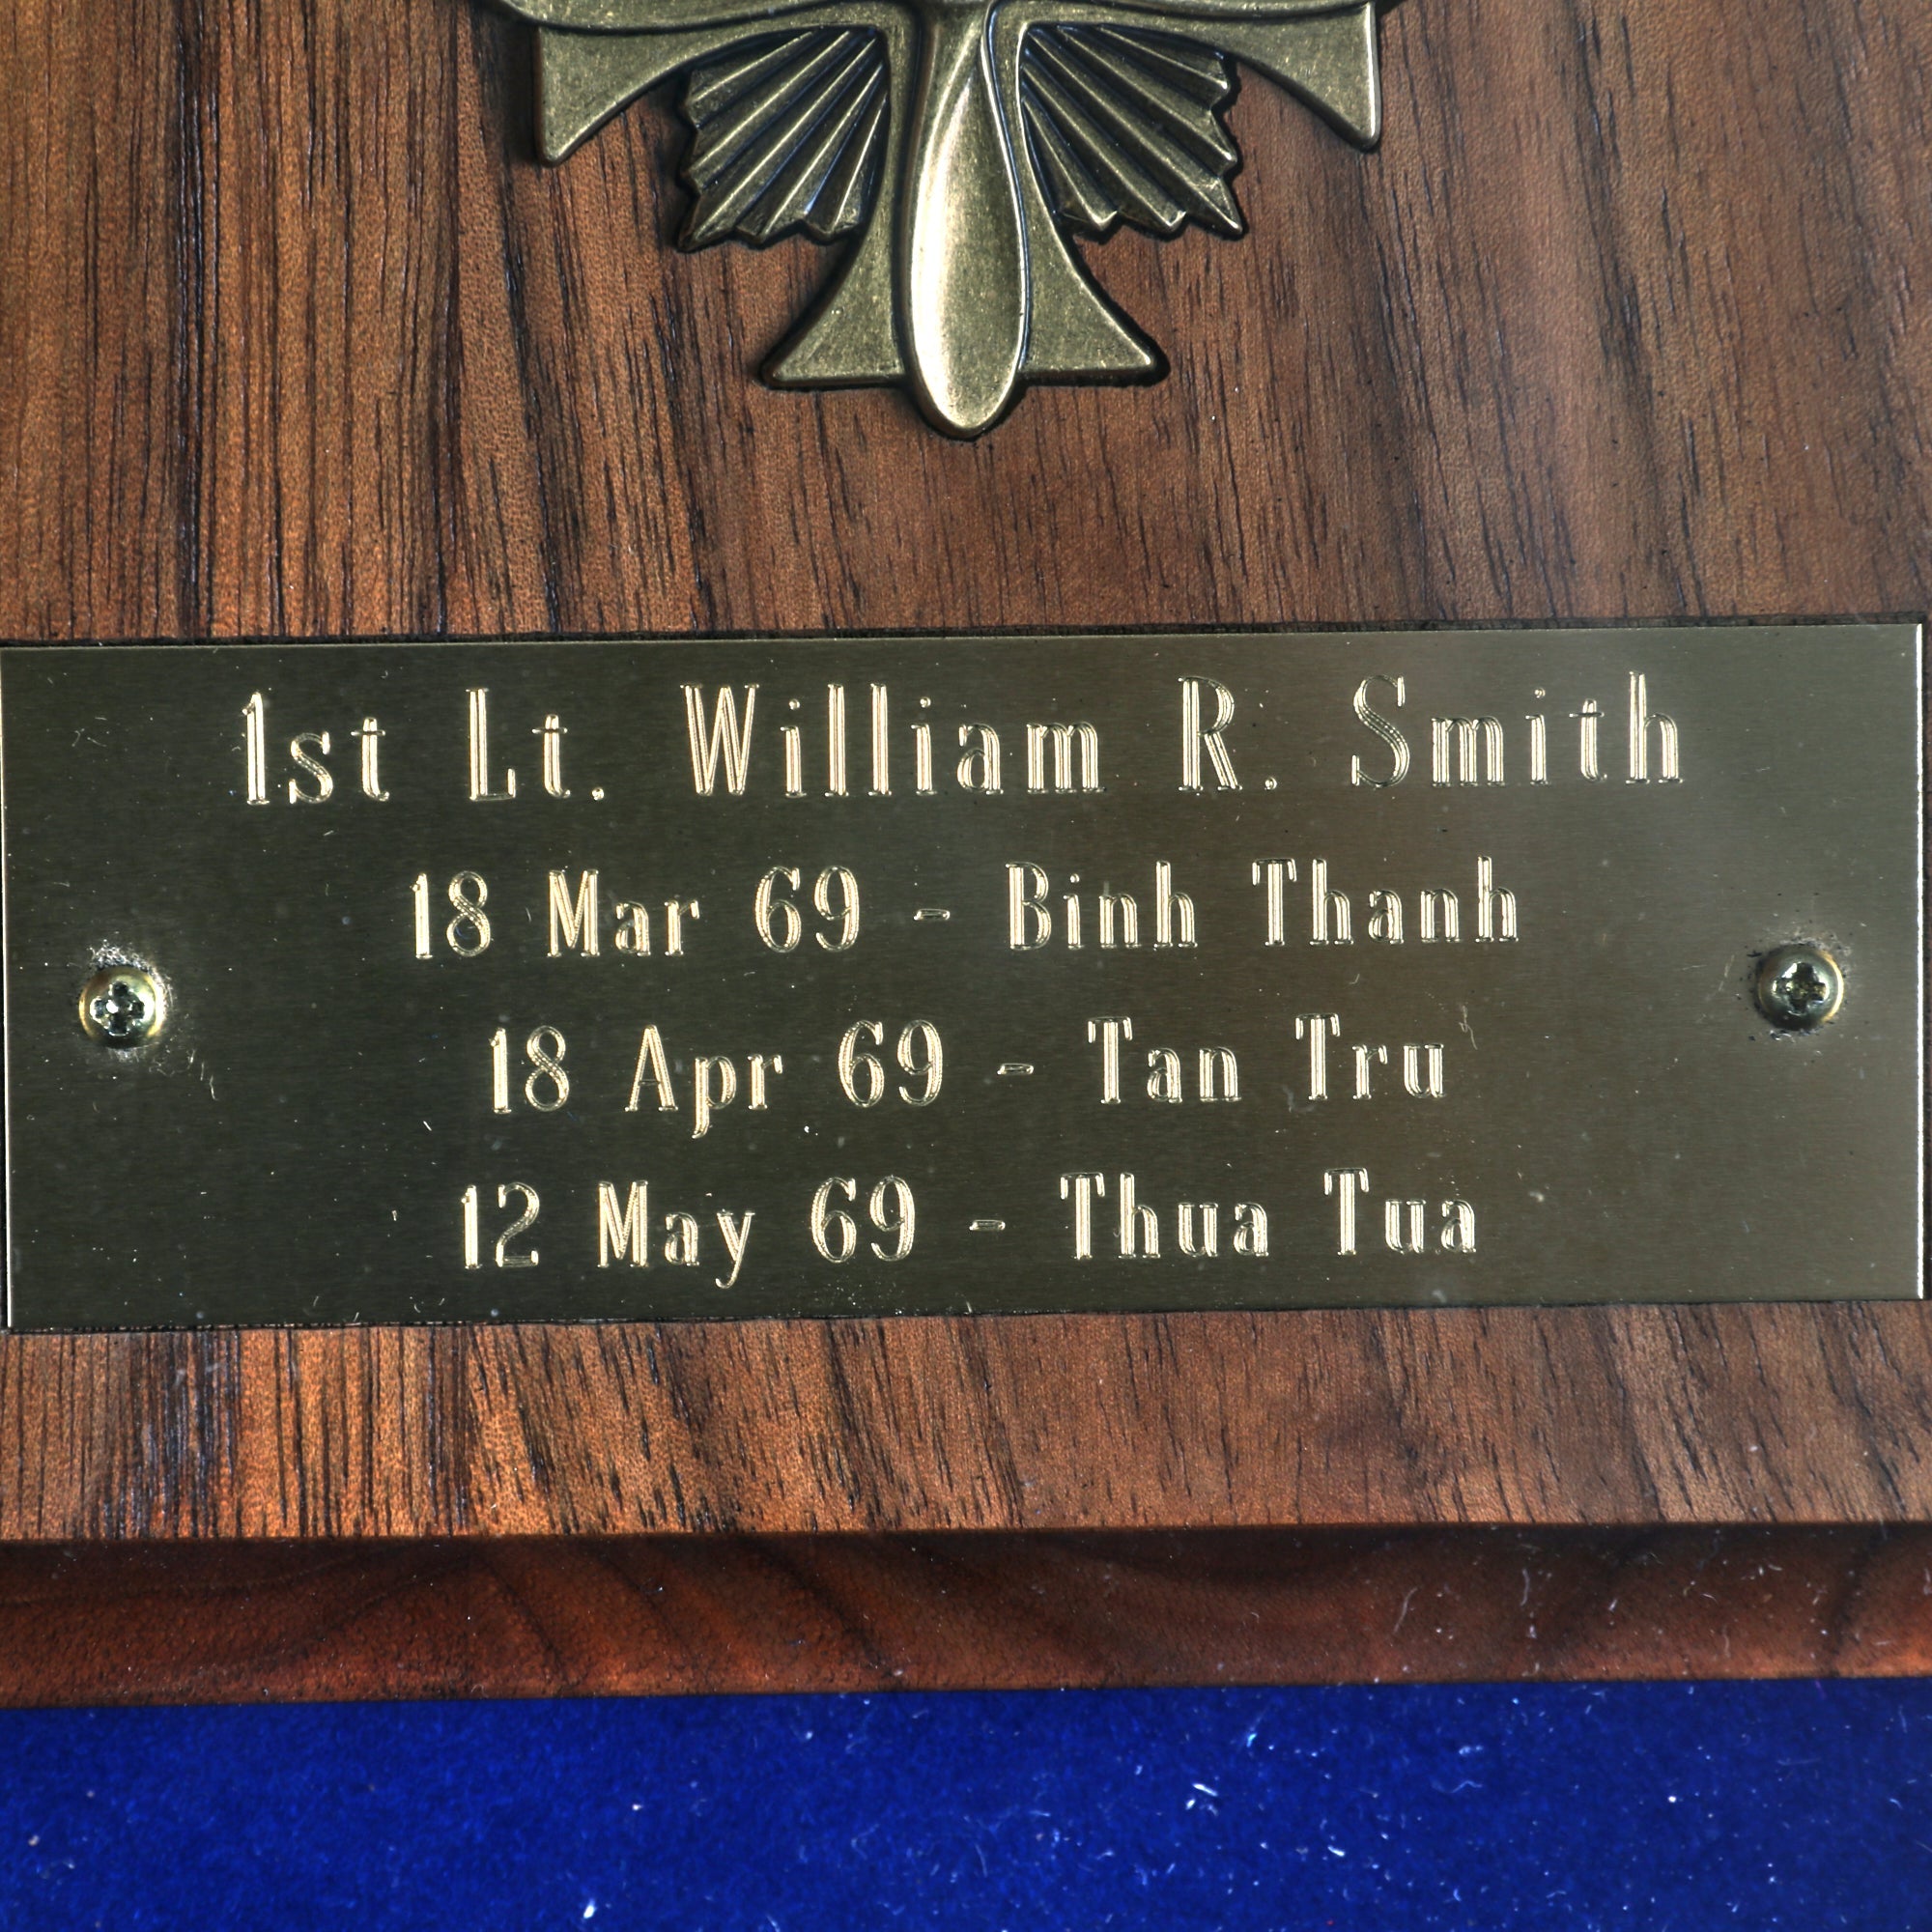 1st Lt. William R. Smith
18 Mar 69 - Binh Thanh
18 Apr 69 - Tan Tru
12 May 69 - Thua Tua